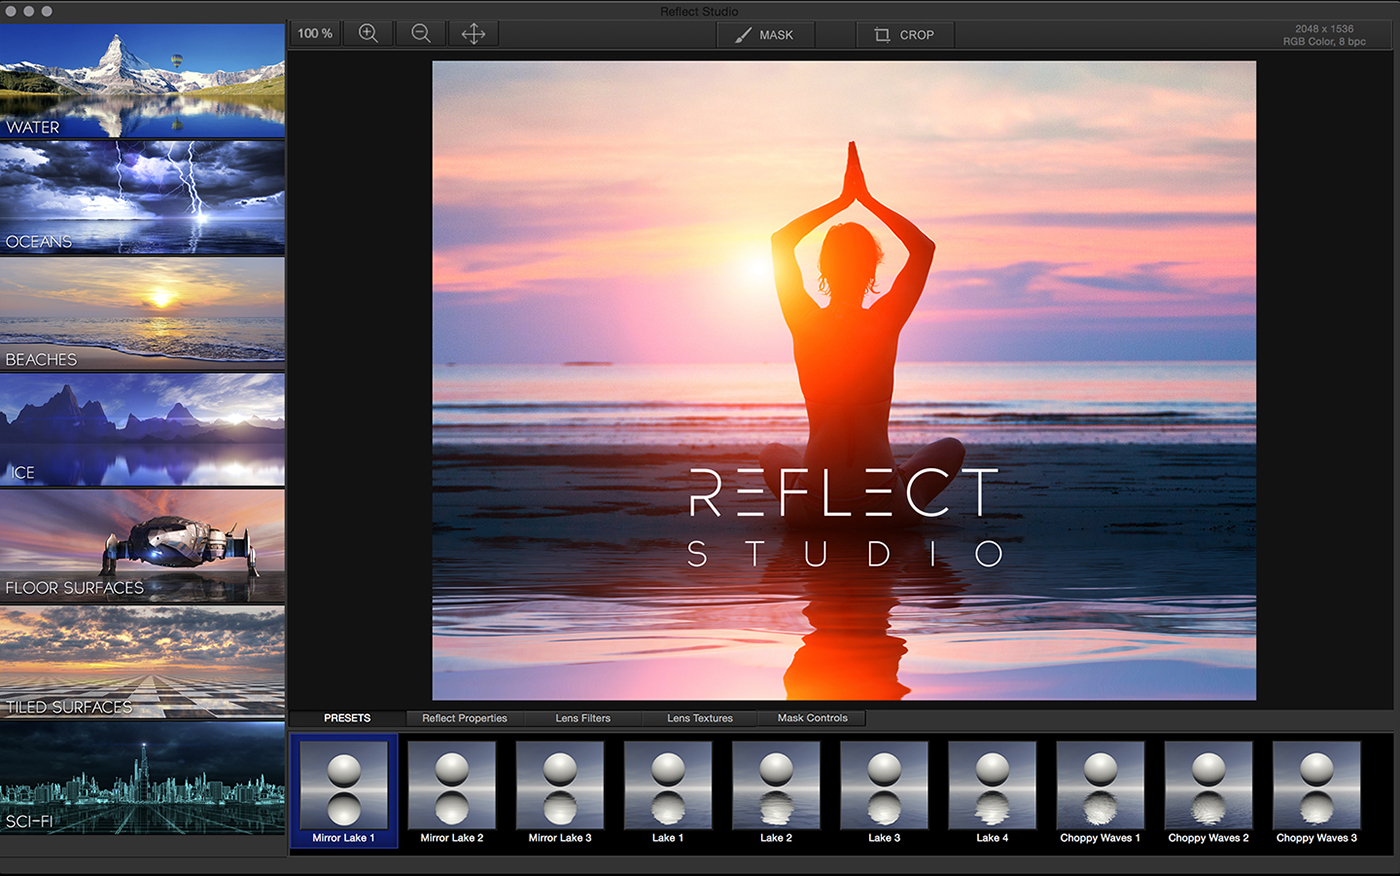 Reflect Studio
100 %
MASK
CROP
2048 x 1536
RGB Color, 8 bpc
WATER
OCEANS
BEACHES
ICE
FLOOR SURFACES
TILED SURFACES
SCI-FI
REFLECT
STUDIO
PRESETS
Reflect Properties
Lens Filters
Lens Textures
Mask Controls
Mirror Lake 1
Mirror Lake 2
Mirror Lake 3
Lake 1
Lake 2
Lake 3
Lake 4
Choppy Waves 1
Choppy Waves 2
Choppy Waves 3